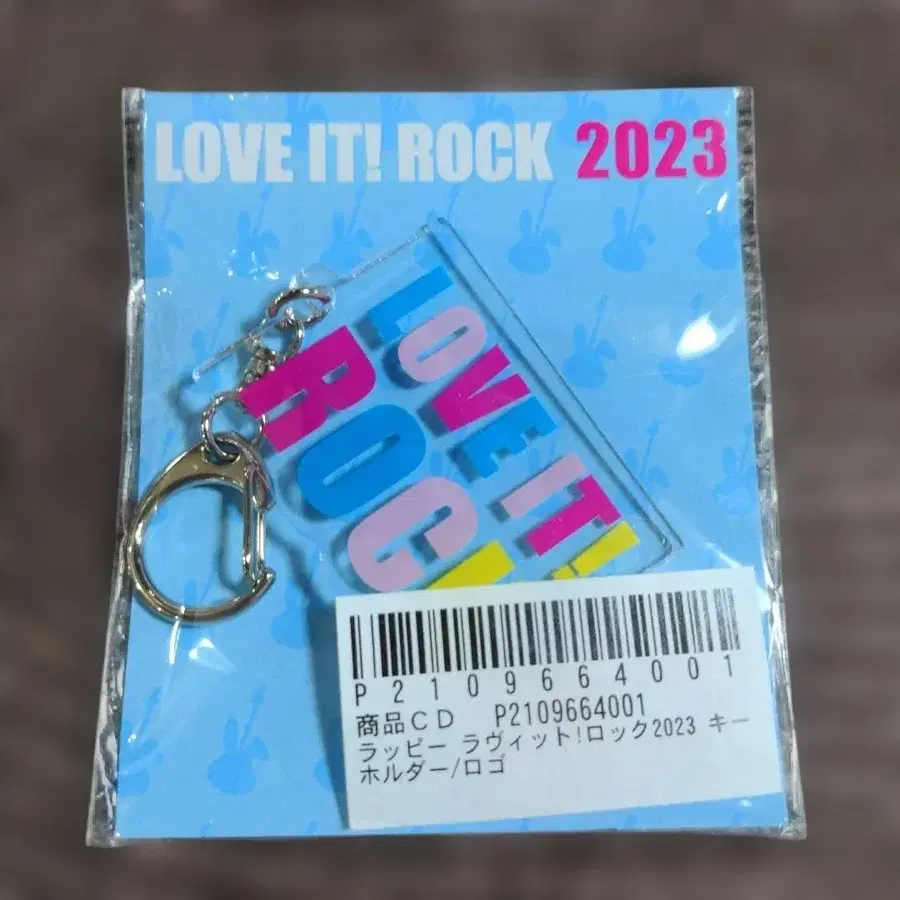 LOVE IT! ROCK 2023
LOVE IT!
ROC
P2109664001
商品CD P2109664001
ラッピー ラヴィット!ロック2023 キー
ホルダー/ロゴ